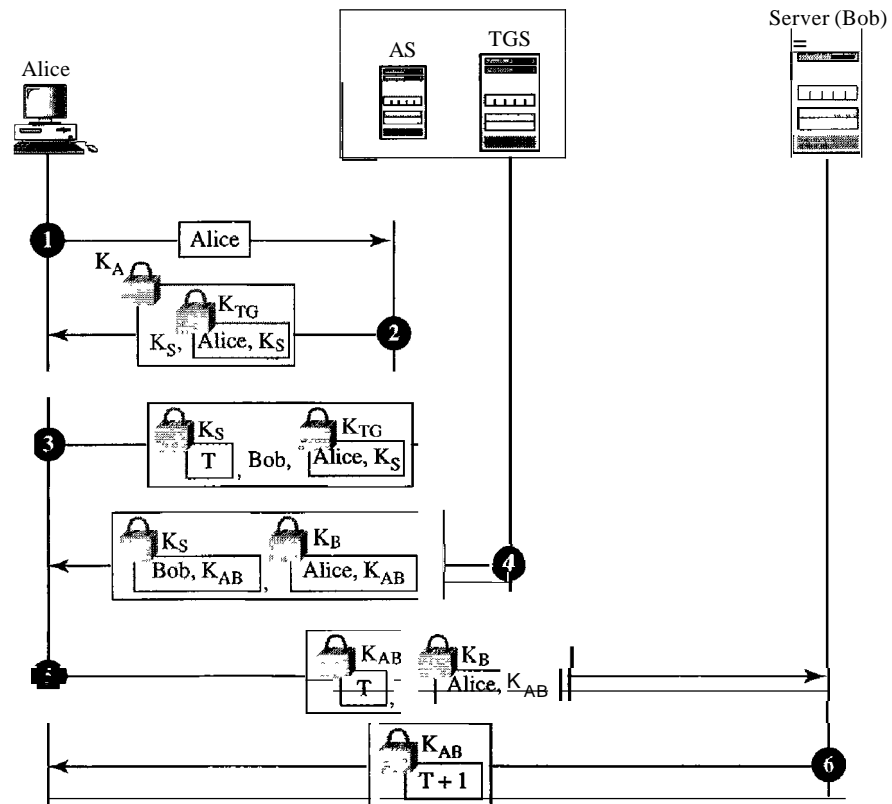 Server (Bob)
AS
TGS
Alice
1
Alice
K_A
K_TG
2
K_S, Alice, K_S
3
K_S
K_TG
T, Bob, Alice, K_S
K_S
K_B
4
Bob, K_AB, Alice, K_AB
5
K_AB
K_B
T, Alice, K_AB
K_AB
6
T + 1